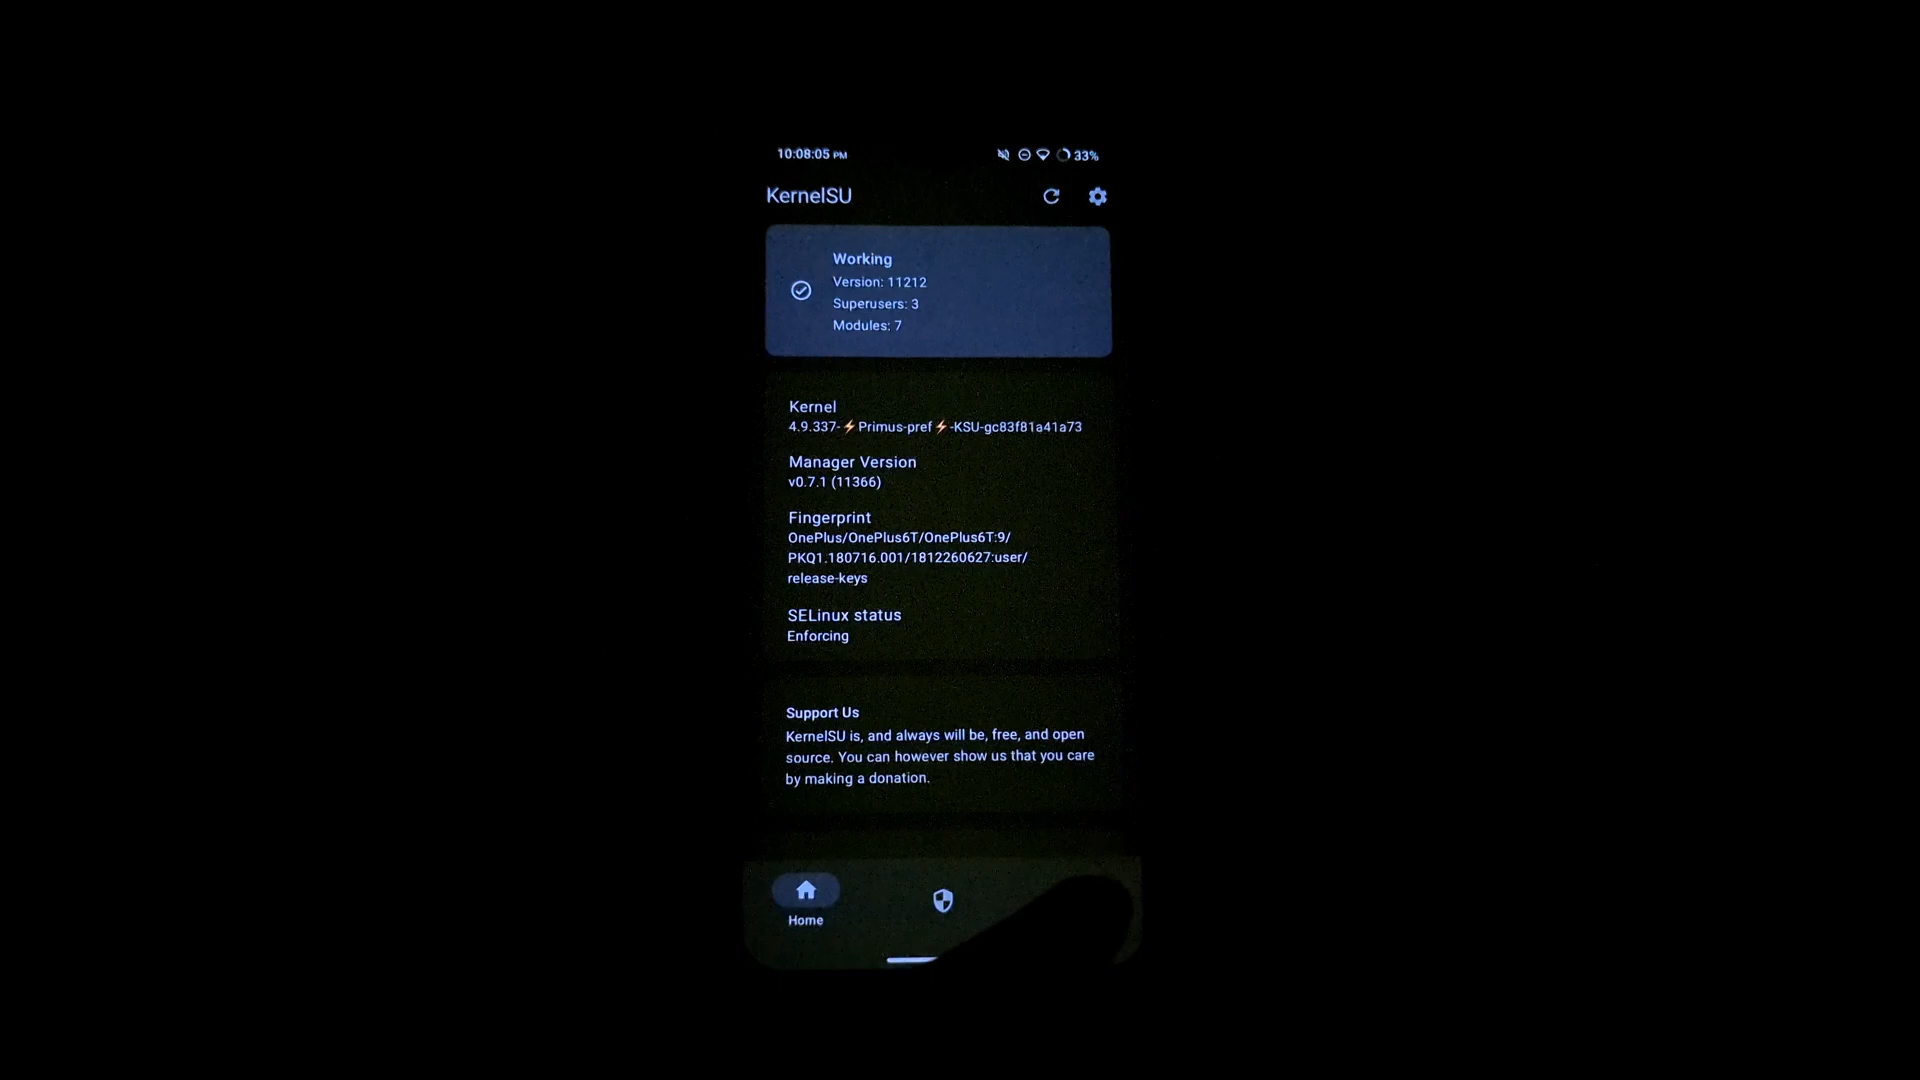 10:08:05 PM 33%
KernelSU
Working
Version: 11212
Superusers: 3
Modules: 7
Kernel
4.9.337-⚡Primus-pref⚡-KSU-gc83f81a41a73
Manager Version
v0.7.1 (11366)
Fingerprint
OnePlus/OnePlus6T/OnePlus6T:9/
PKQ1.180716.001/1812260627:user/
release-keys
SELinux status
Enforcing
Support Us
KernelSU is, and always will be, free, and open
source. You can however show us that you care
by making a donation.
Home